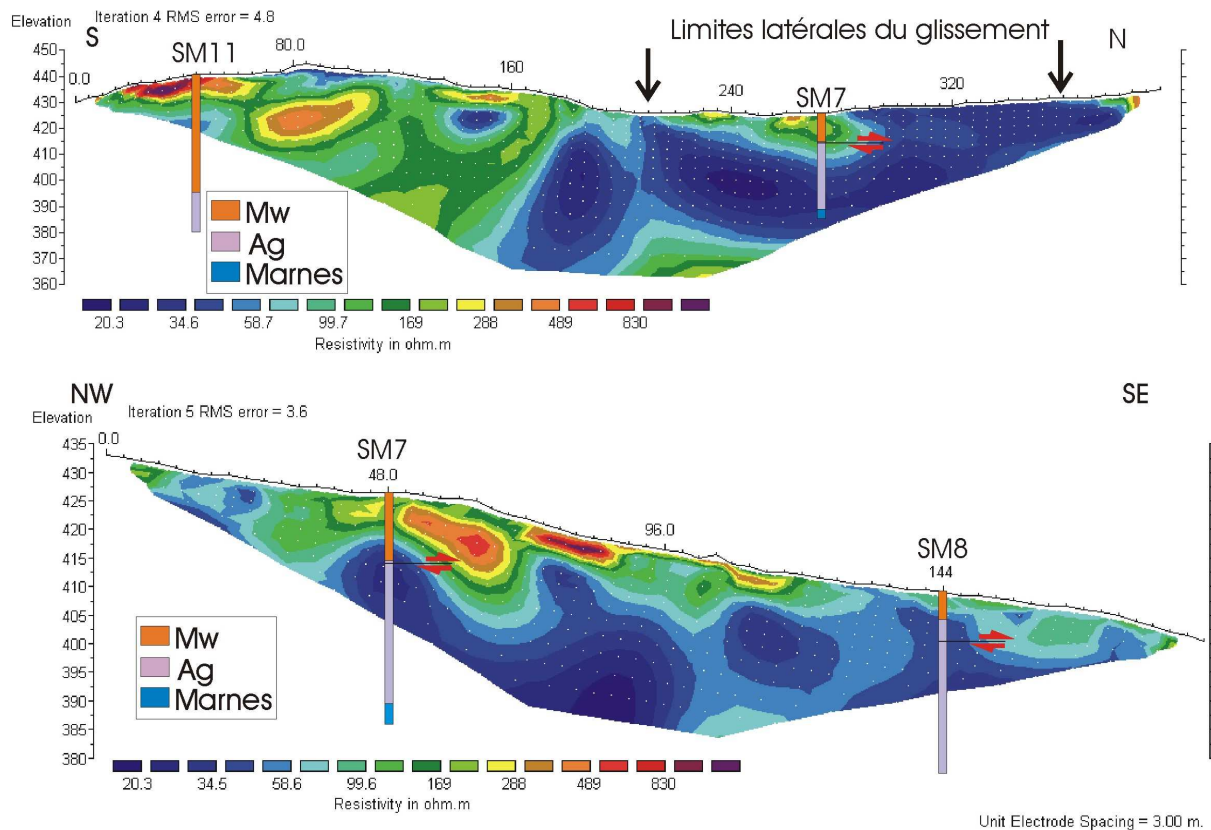 Elevation Iteration 4 RMS error = 4.8
S
Limites latérales du glissement
N
SM11
SM7
0.0 80.0 160 240 320
450
440
430
420
410
400
390
380
370
360
Mw
Ag
Marnes
20.3 34.6 58.7 99.7 169 288 489 830
Resistivity in ohm.m
NW
SE
Elevation Iteration 5 RMS error = 3.6
SM7
SM8
0.0 48.0 96.0 144
435
430
425
420
415
410
405
400
395
390
385
380
Mw
Ag
Marnes
20.3 34.5 58.6 99.6 169 288 489 830
Resistivity in ohm.m
Unit Electrode Spacing = 3.00 m.